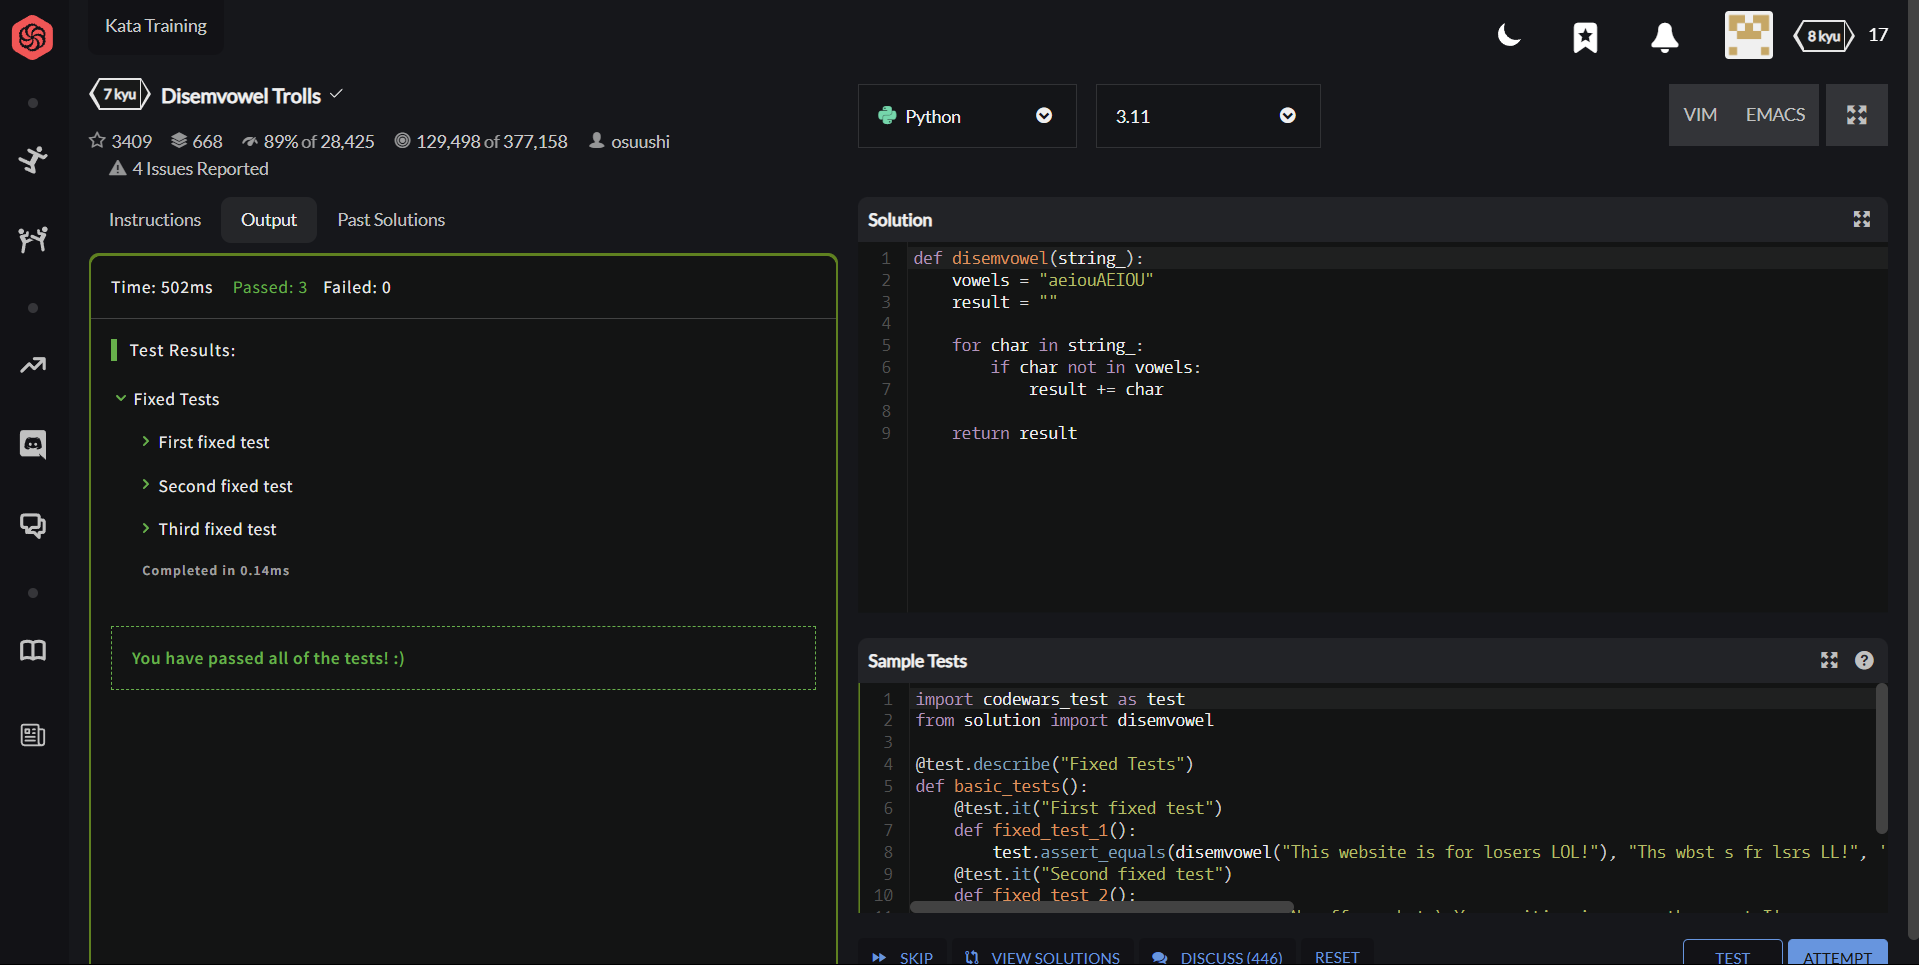 Kata Training
8 kyu 17
7 kyu Disemvowel Trolls
3409 668 89% of 28,425 129,498 of 377,158 osuushi
4 Issues Reported
Python 3.11 VIM EMACS
Instructions Output Past Solutions
Time: 502ms Passed: 3 Failed: 0
Test Results:
Fixed Tests
First fixed test
Second fixed test
Third fixed test
Completed in 0.14ms
You have passed all of the tests! :)
Solution
1 def disemvowel(string_):
2     vowels = "aeiouAEIOU"
3     result = ""
4
5     for char in string_:
6         if char not in vowels:
7             result += char
8
9     return result
Sample Tests
1 import codewars_test as test
2 from solution import disemvowel
3
4 @test.describe("Fixed Tests")
5 def basic_tests():
6     @test.it("First fixed test")
7     def fixed_test_1():
8         test.assert_equals(disemvowel("This website is for losers LOL!"), "Ths wbst s fr lsrs LL!", '
9     @test.it("Second fixed test")
10     def fixed_test_2():
SKIP VIEW SOLUTIONS DISCUSS (446) RESET TEST ATTEMPT